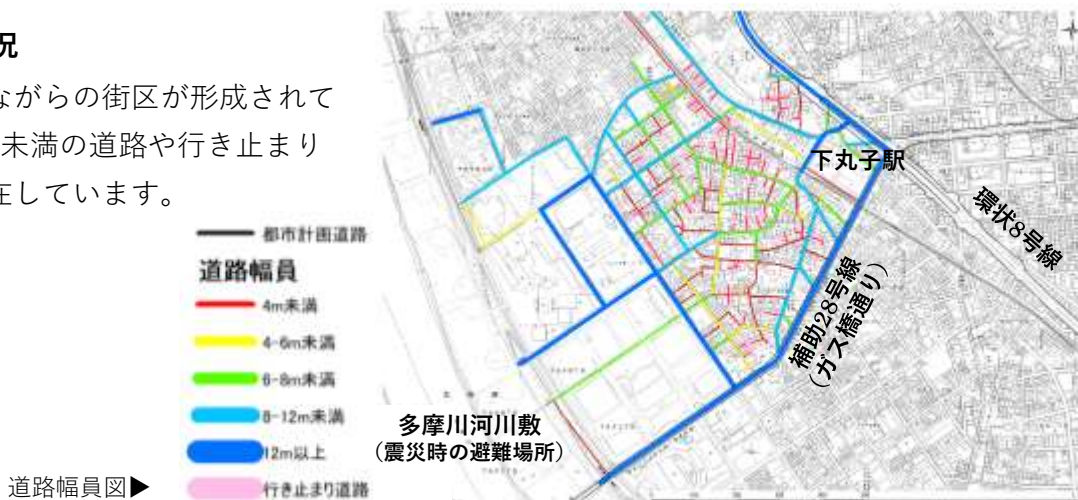 況
ながらの街区が形成されて
未満の道路や行き止まり
在しています。
都市計画道路
道路幅員
4m未満
4-6m未満
6-8m未満
8-12m未満
12m以上
行き止まり道路
道路幅員図▶
下丸子駅
環状8号線
補助28号線
(ガス橋通り)
多摩川河川敷
(震災時の避難場所)